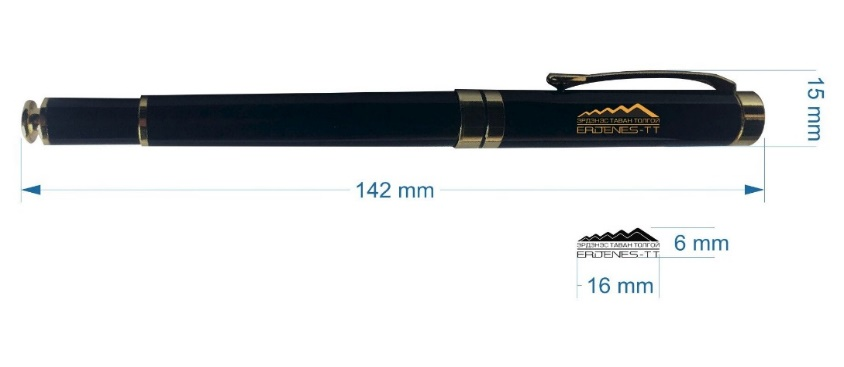 ЭРДЭНЭС ТАВАН ТОЛГОЙ
ERDENES-TT
15 mm
142 mm
ЭРДЭНЭС ТАВАН ТОЛГОЙ
ERDENES-TT
6 mm
16 mm